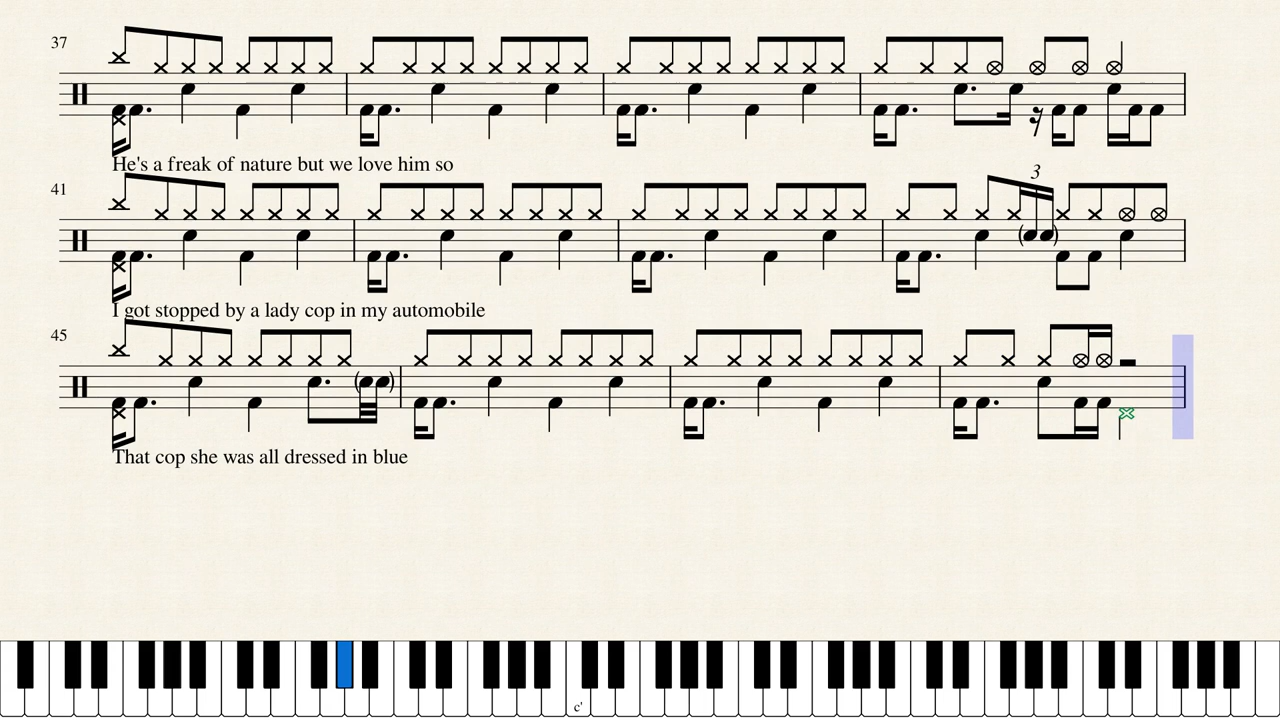 37
He's a freak of nature but we love him so
41
3
I got stopped by a lady cop in my automobile
45
That cop she was all dressed in blue
c'